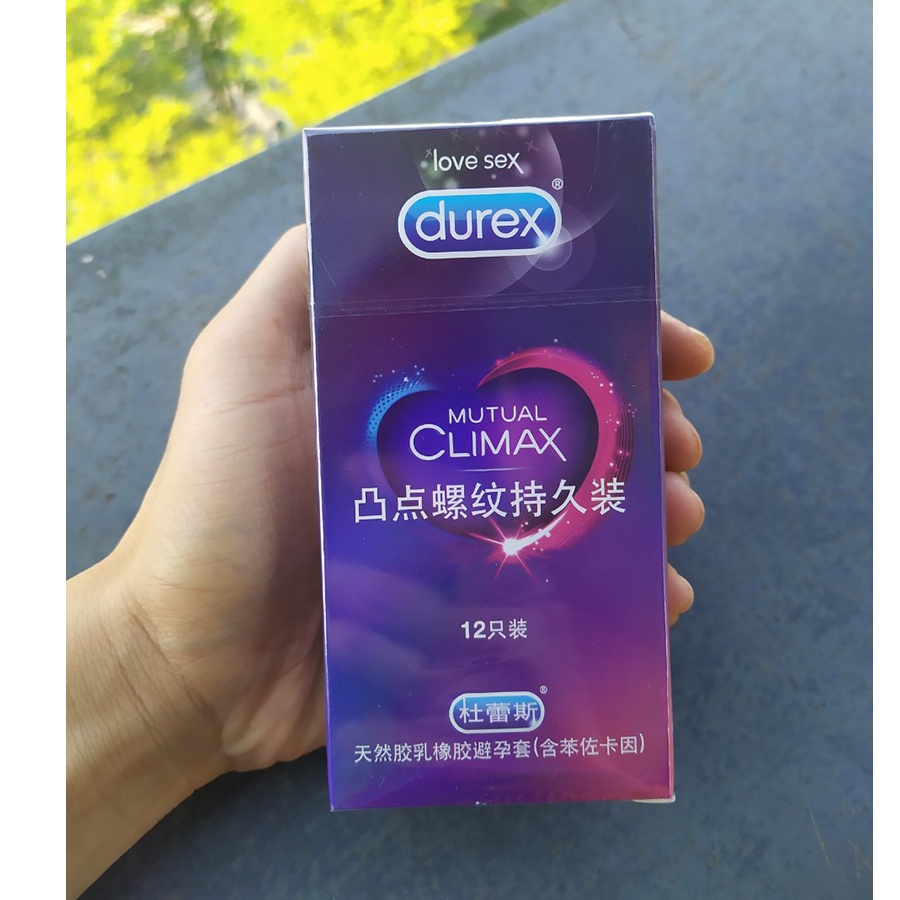 love sex
durex®
MUTUAL
CLIMAX
凸点螺纹持久装
12只装
杜蕾斯®
天然胶乳橡胶避孕套(含苯佐卡因)